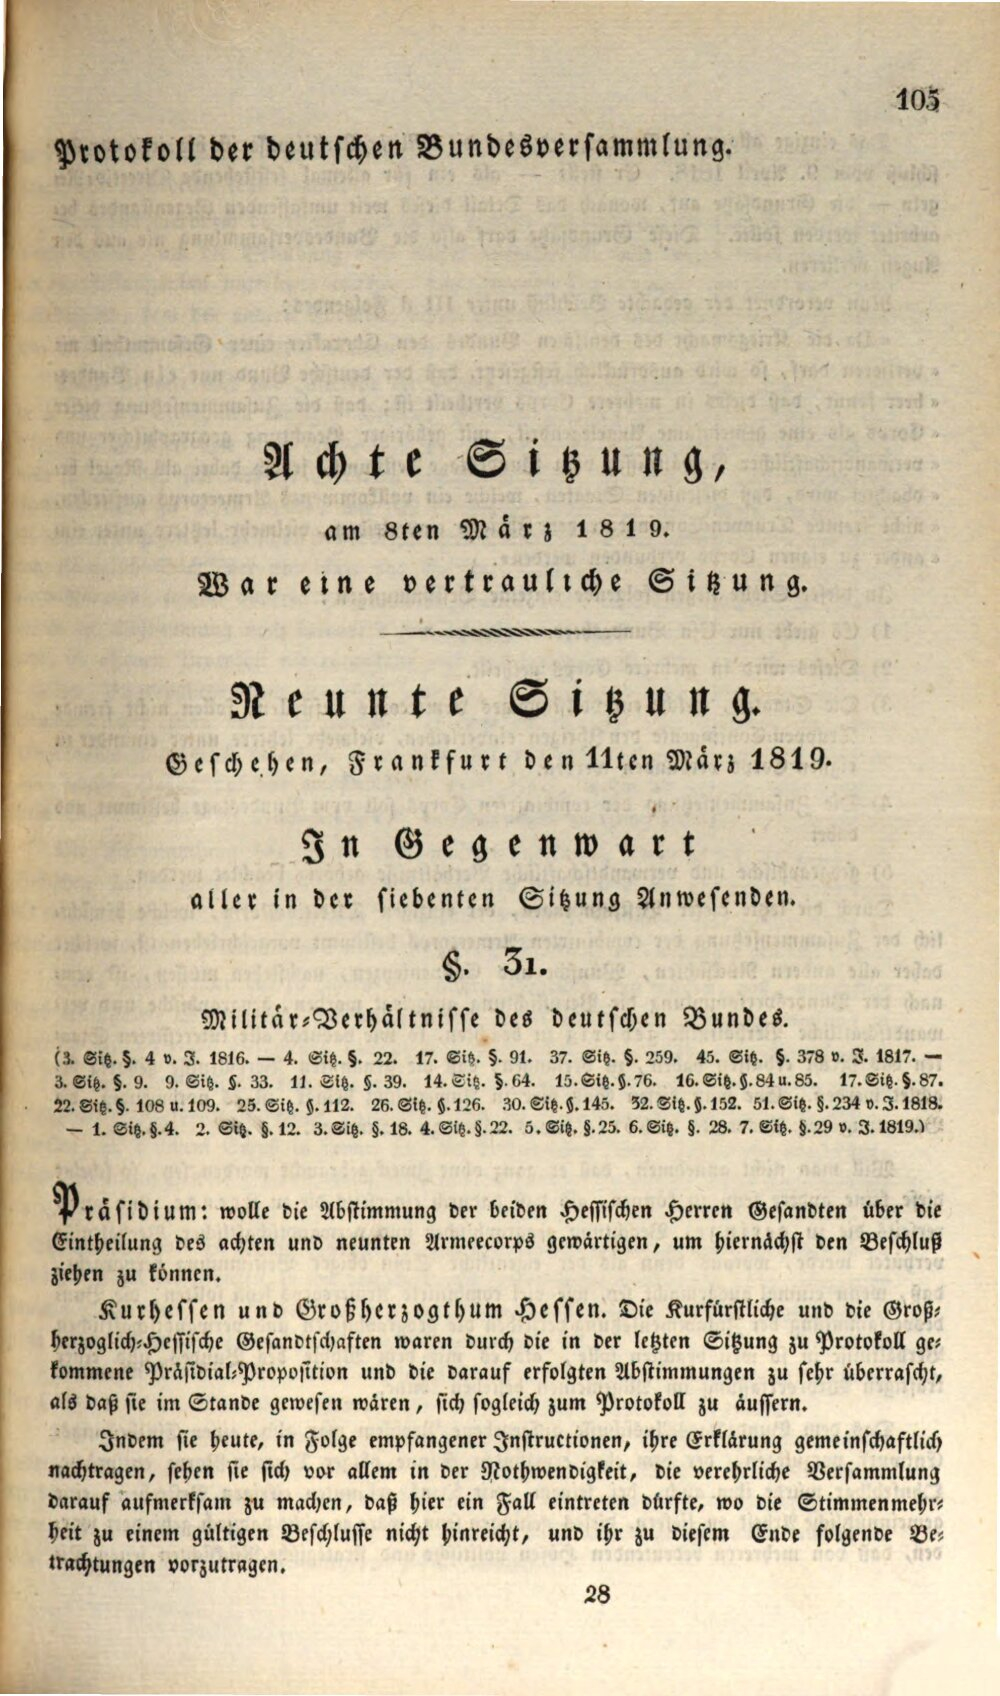 105
Protokoll der deutschen Bundesversammlung.
Achte Sitzung,
am 8ten März 1819.
War eine vertrauliche Sitzung.
Neunte Sitzung.
Geschehen, Frankfurt den 11ten März 1819.
In Gegenwart
aller in der siebenten Sitzung Anwesenden.
§. 31.
Militär-Verhältnisse des deutschen Bundes.
(3. Sitz. §. 4 v. J. 1816. — 4. Sitz. §. 22. 17. Sitz. §. 91. 37. Sitz. §. 259. 45. Sitz. §. 378 v. J. 1817. —
3. Sitz. §. 9. 9. Sitz. §. 33. 11. Sitz. §. 39. 14. Sitz. §. 64. 15. Sitz. §. 76. 16. Sitz. §. 84 u. 85. 17. Sitz. §. 87.
22. Sitz. §. 108 u. 109. 25. Sitz. §. 112. 26. Sitz. §. 126. 30. Sitz. §. 145. 32. Sitz. §. 152. 51. Sitz. §. 234 v. J. 1818.
— 1. Sitz. §. 4. 2. Sitz. §. 12. 3. Sitz. §. 18. 4. Sitz. §. 22. 5. Sitz. §. 25. 6. Sitz. §. 28. 7. Sitz. §. 29 v. J. 1819.)
Präsidium: wolle die Abstimmung der beiden Hessischen Herren Gesandten über die
Eintheilung des achten und neunten Armeecorps gewärtigen, um hiernächst den Beschluß
ziehen zu können.
Kurhessen und Großherzogthum Hessen. Die Kurfürstliche und die Groß-
herzoglich-Hessische Gesandtschaften waren durch die in der letzten Sitzung zu Protokoll ge-
kommene Präsidial-Proposition und die darauf erfolgten Abstimmungen zu sehr überrascht,
als daß sie im Stande gewesen wären, sich sogleich zum Protokoll zu äussern.
Indem sie heute, in Folge empfangener Instructionen, ihre Erklärung gemeinschaftlich
nachtragen, sehen sie sich vor allem in der Nothwendigkeit, die verehrliche Versammlung
darauf aufmerksam zu machen, daß hier ein Fall eintreten dürfte, wo die Stimmenmehr-
heit zu einem gültigen Beschlusse nicht hinreicht, und ihr zu diesem Ende folgende Be-
trachtungen vorzutragen.
28